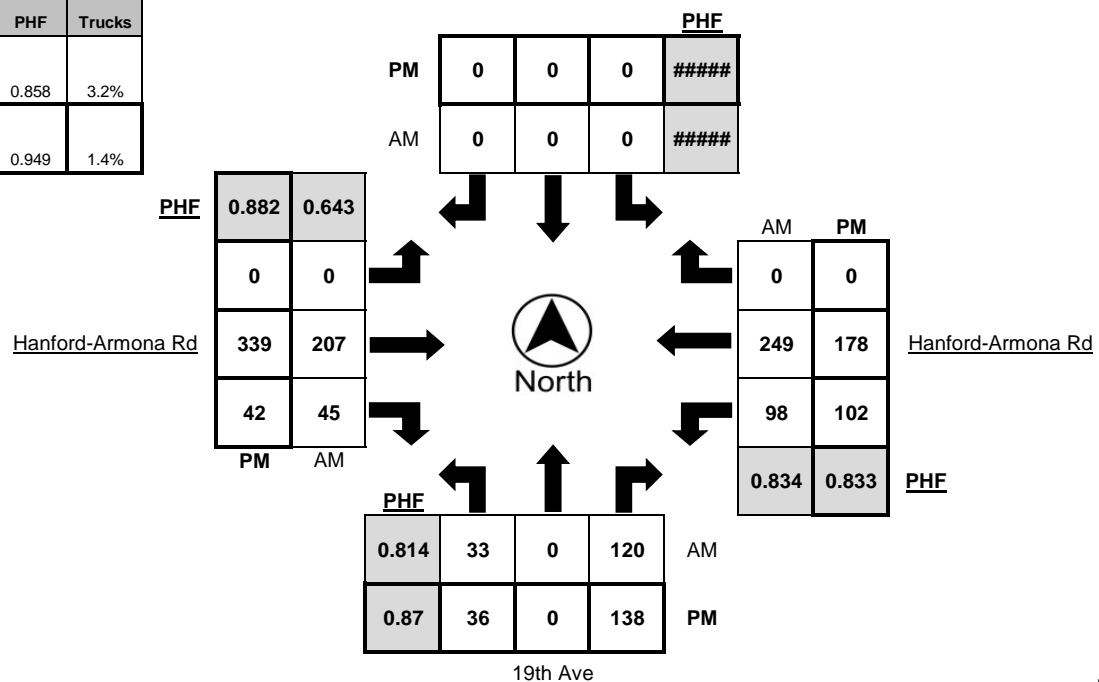 PHF Trucks
0.858 3.2%
0.949 1.4%
PHF
PM 0 0 0 #####
AM 0 0 0 #####
PHF 0.882 0.643
0 0
Hanford-Armona Rd 339 207
42 45
PM AM
North
AM PM
0 0
249 178 Hanford-Armona Rd
98 102
0.834 0.833 PHF
PHF
0.814 33 0 120 AM
0.87 36 0 138 PM
19th Ave